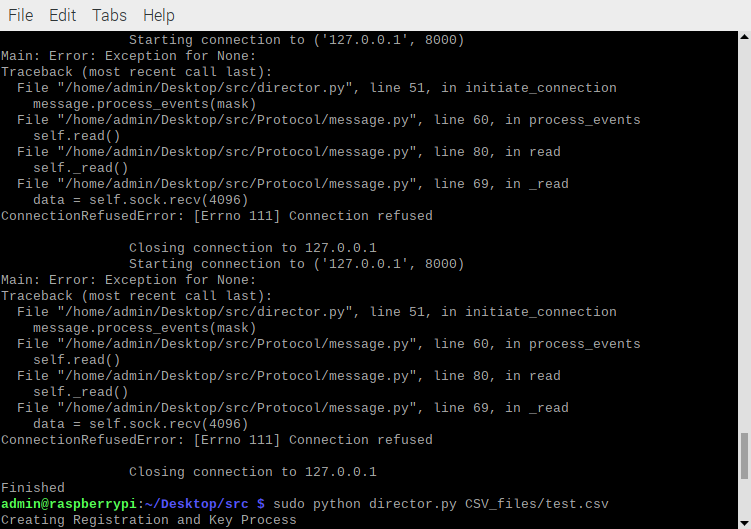 File Edit Tabs Help
Starting connection to ('127.0.0.1', 8000)
Main: Error: Exception for None:
Traceback (most recent call last):
  File "/home/admin/Desktop/src/director.py", line 51, in initiate_connection
    message.process_events(mask)
  File "/home/admin/Desktop/src/Protocol/message.py", line 60, in process_events
    self.read()
  File "/home/admin/Desktop/src/Protocol/message.py", line 80, in read
    self._read()
  File "/home/admin/Desktop/src/Protocol/message.py", line 69, in _read
    data = self.sock.recv(4096)
ConnectionRefusedError: [Errno 111] Connection refused
Closing connection to 127.0.0.1
Starting connection to ('127.0.0.1', 8000)
Main: Error: Exception for None:
Traceback (most recent call last):
  File "/home/admin/Desktop/src/director.py", line 51, in initiate_connection
    message.process_events(mask)
  File "/home/admin/Desktop/src/Protocol/message.py", line 60, in process_events
    self.read()
  File "/home/admin/Desktop/src/Protocol/message.py", line 80, in read
    self._read()
  File "/home/admin/Desktop/src/Protocol/message.py", line 69, in _read
    data = self.sock.recv(4096)
ConnectionRefusedError: [Errno 111] Connection refused
Closing connection to 127.0.0.1
Finished
admin@raspberrypi:~/Desktop/src $ sudo python director.py CSV_files/test.csv
Creating Registration and Key Process